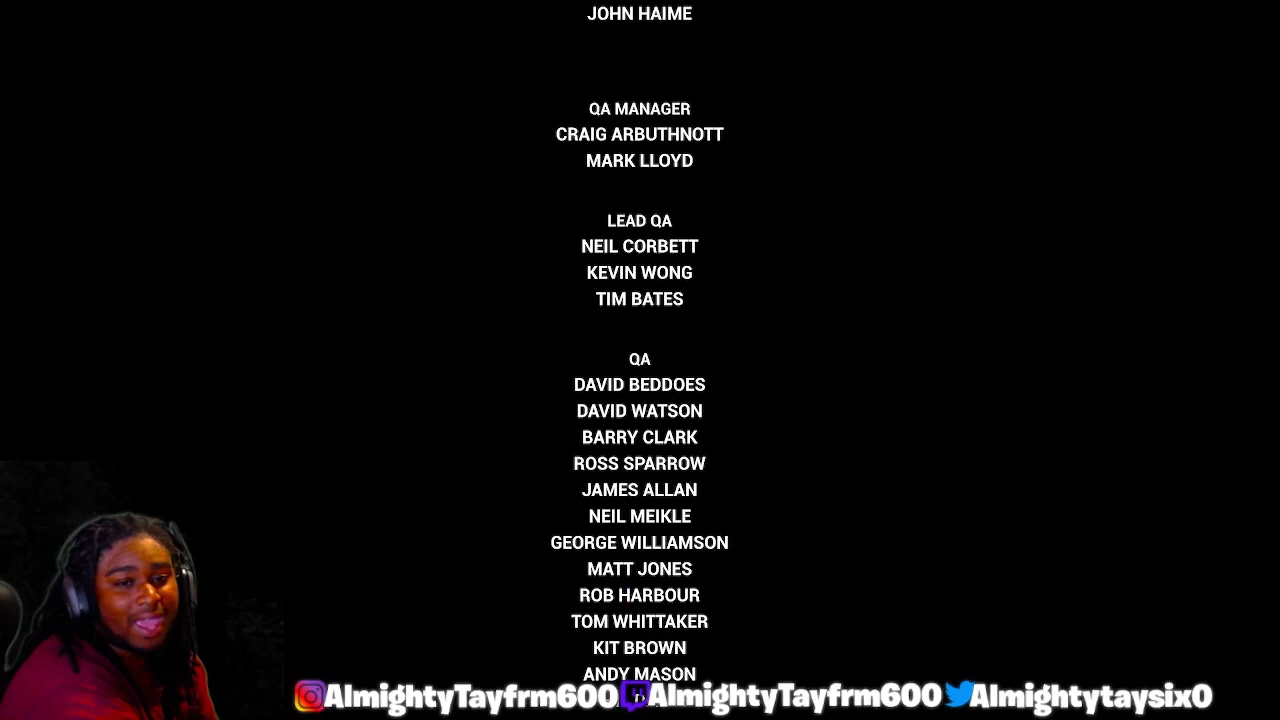 JOHN HAIME
QA MANAGER
CRAIG ARBUTHNOTT
MARK LLOYD
LEAD QA
NEIL CORBETT
KEVIN WONG
TIM BATES
QA
DAVID BEDDOES
DAVID WATSON
BARRY CLARK
ROSS SPARROW
JAMES ALLAN
NEIL MEIKLE
GEORGE WILLIAMSON
MATT JONES
ROB HARBOUR
TOM WHITTAKER
KIT BROWN
ANDY MASON
AlmightyTayfrm600 AlmightyTayfrm600 Almightytaysix0